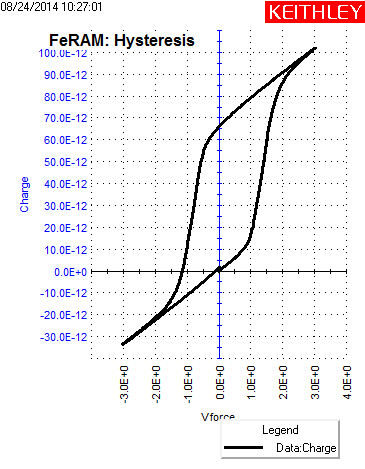 08/24/2014 10:27:01
KEITHLEY
FeRAM: Hysteresis
100.0E-12
90.0E-12
80.0E-12
70.0E-12
60.0E-12
50.0E-12
40.0E-12
30.0E-12
20.0E-12
10.0E-12
0.0E+0
-10.0E-12
-20.0E-12
-30.0E-12
Charge
-3.0E+0
-2.0E+0
-1.0E+0
0.0E+0
1.0E+0
2.0E+0
3.0E+0
4.0E+0
Vforce
Legend
Data:Charge